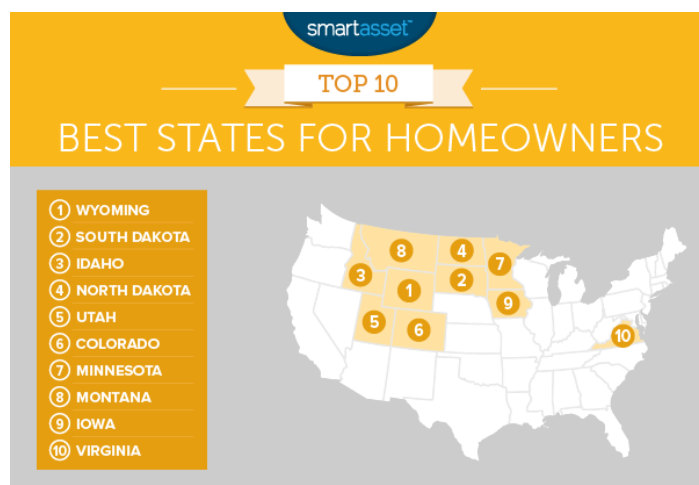 smartasset™
TOP 10
BEST STATES FOR HOMEOWNERS
1 WYOMING
2 SOUTH DAKOTA
3 IDAHO
4 NORTH DAKOTA
5 UTAH
6 COLORADO
7 MINNESOTA
8 MONTANA
9 IOWA
10 VIRGINIA
8
4
7
3
1
2
9
5
6
10